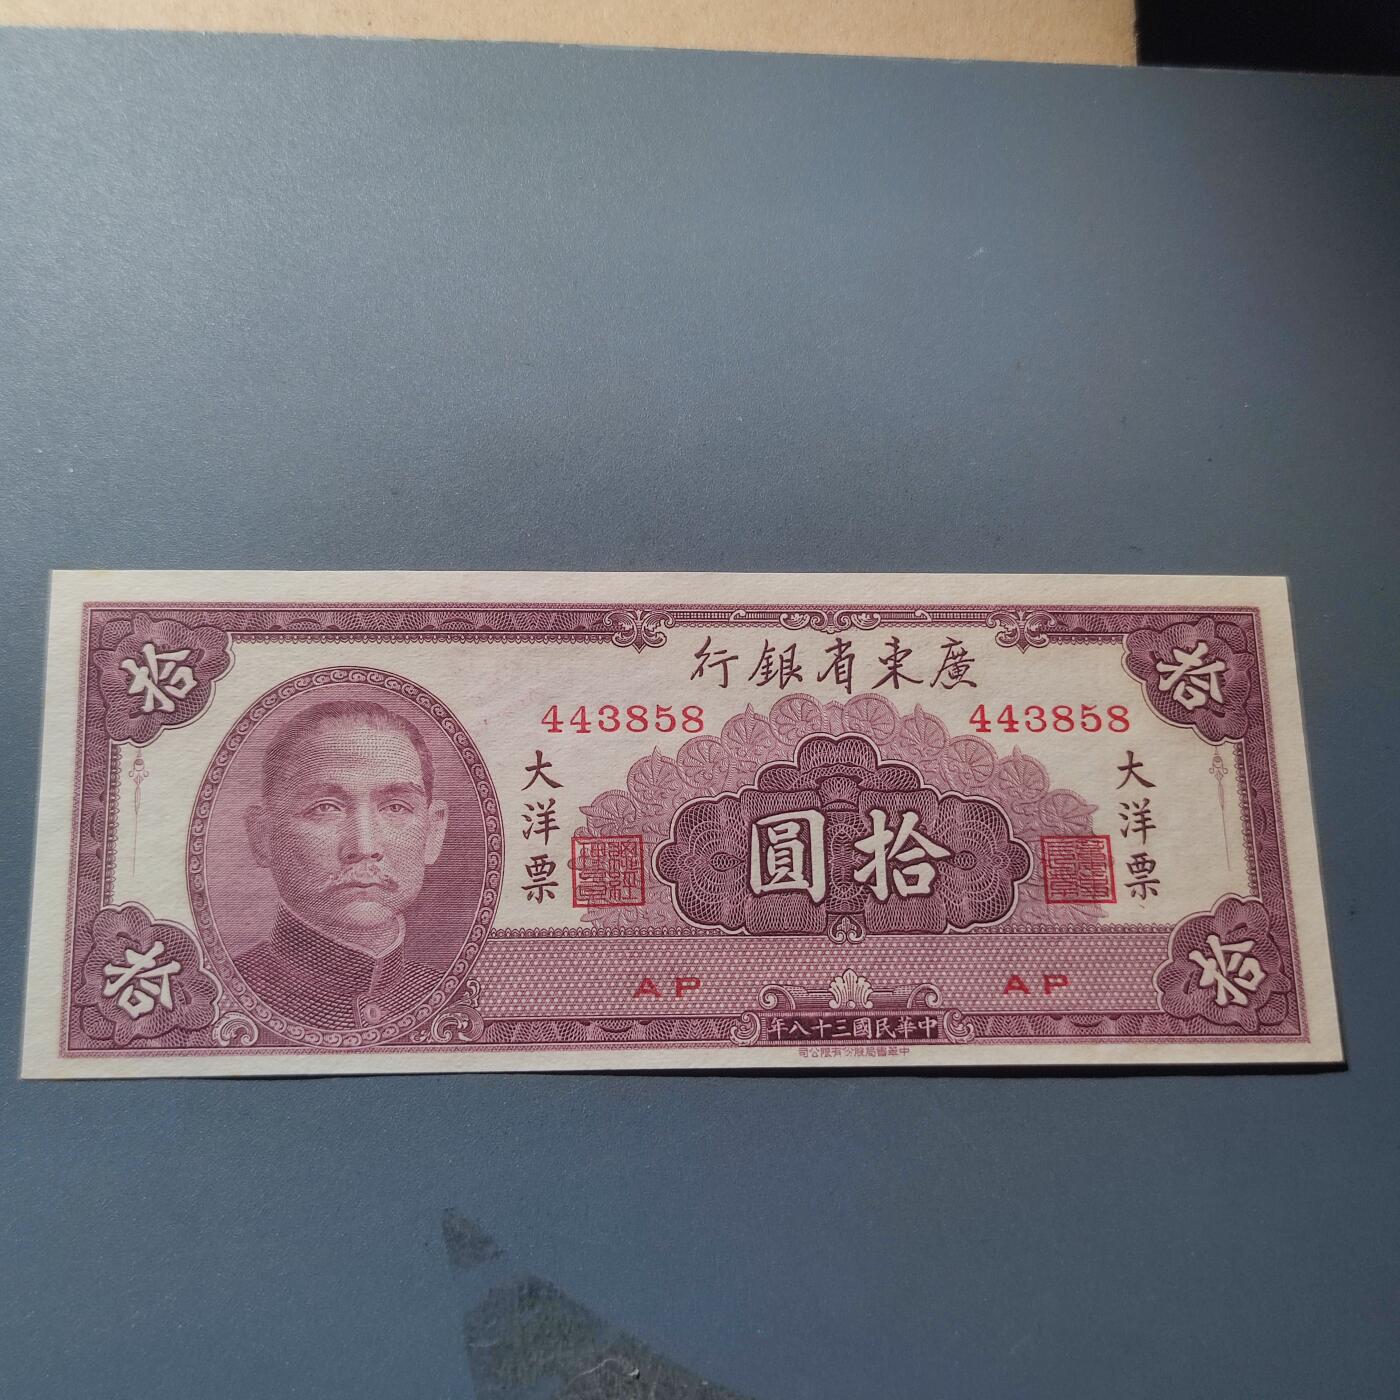 廣東省銀行
443858 443858
大洋票
大洋票
拾圓
拾
拾
拾
拾
AP AP
中華民國三十八年
中華書局股份有限公司